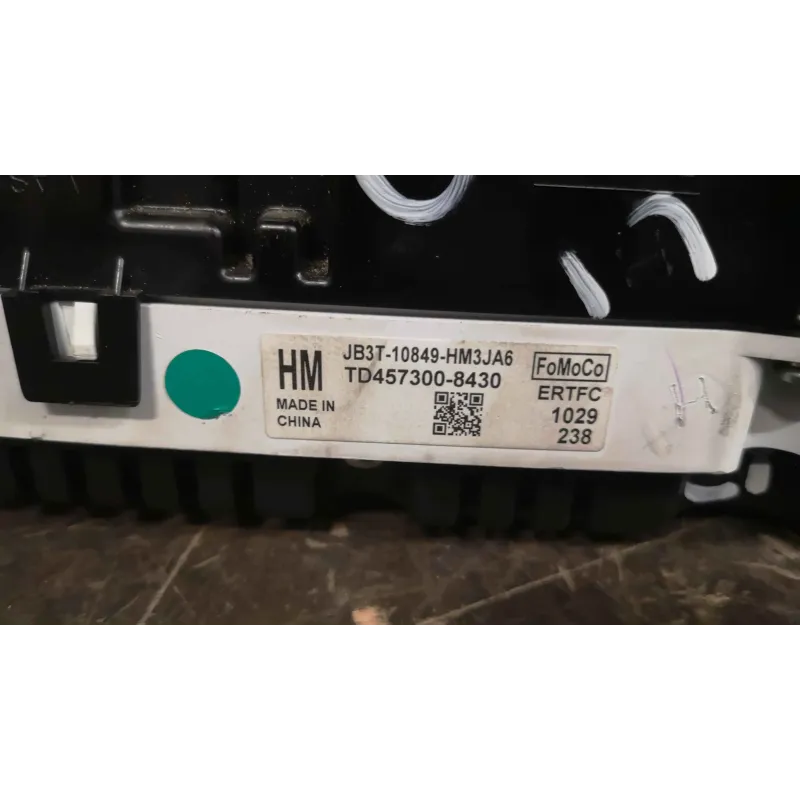 HM
JB3T-10849-HM3JA6
TD457300-8430
MADE IN
CHINA
FoMoCo
ERTFC
1029
238